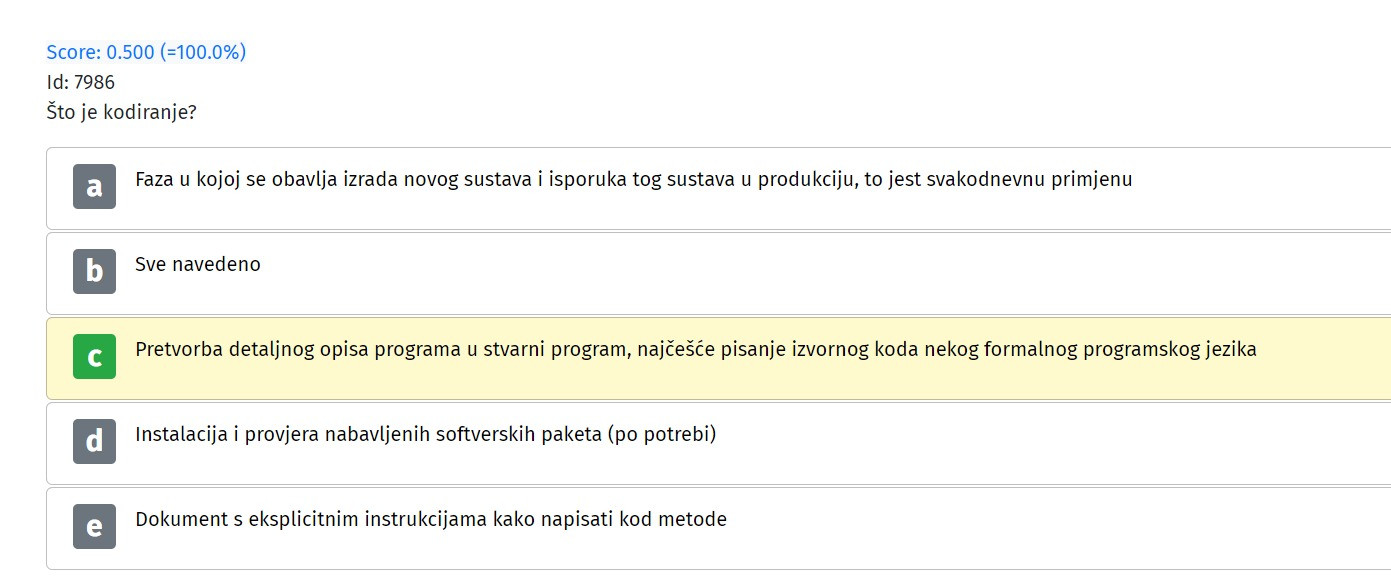 Score: 0.500 (=100.0%)
Id: 7986
Što je kodiranje?
a Faza u kojoj se obavlja izrada novog sustava i isporuka tog sustava u produkciju, to jest svakodnevnu primjenu
b Sve navedeno
c Pretvorba detaljnog opisa programa u stvarni program, najčešće pisanje izvornog koda nekog formalnog programskog jezika
d Instalacija i provjera nabavljenih softverskih paketa (po potrebi)
e Dokument s eksplicitnim instrukcijama kako napisati kod metode